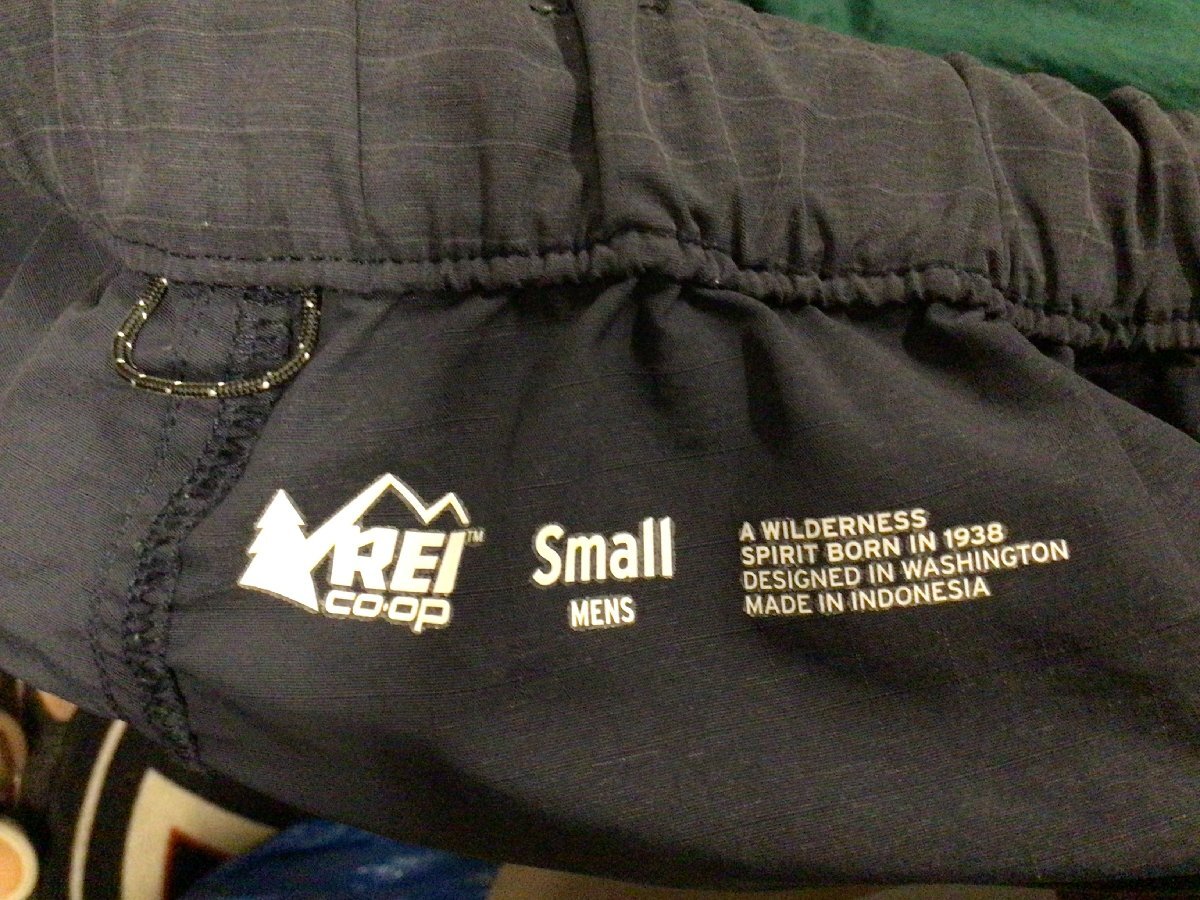 REI™
CO·OP
Small
MENS
A WILDERNESS
SPIRIT BORN IN 1938
DESIGNED IN WASHINGTON
MADE IN INDONESIA